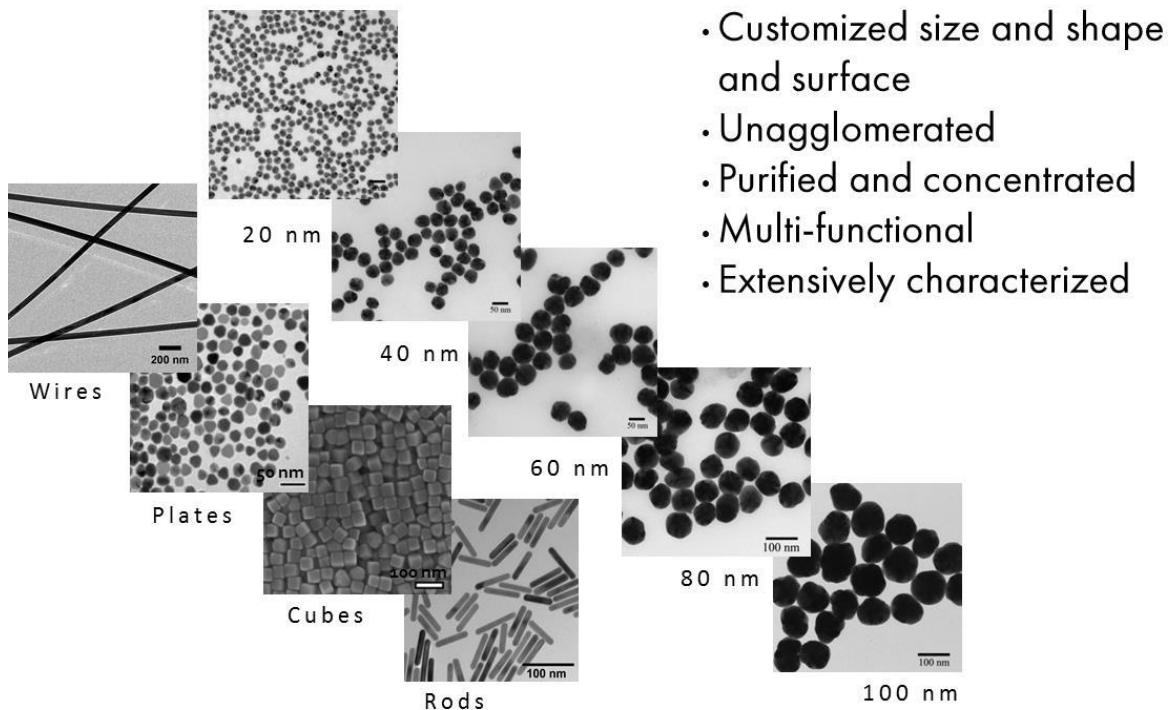 • Customized size and shape
and surface
• Unagglomerated
• Purified and concentrated
• Multi-functional
• Extensively characterized
20 nm
50 nm
40 nm
200 nm
Wires
50 nm
60 nm
50 nm
Plates
100 nm
80 nm
100 nm
Cubes
100 nm
Rods
100 nm
100 nm